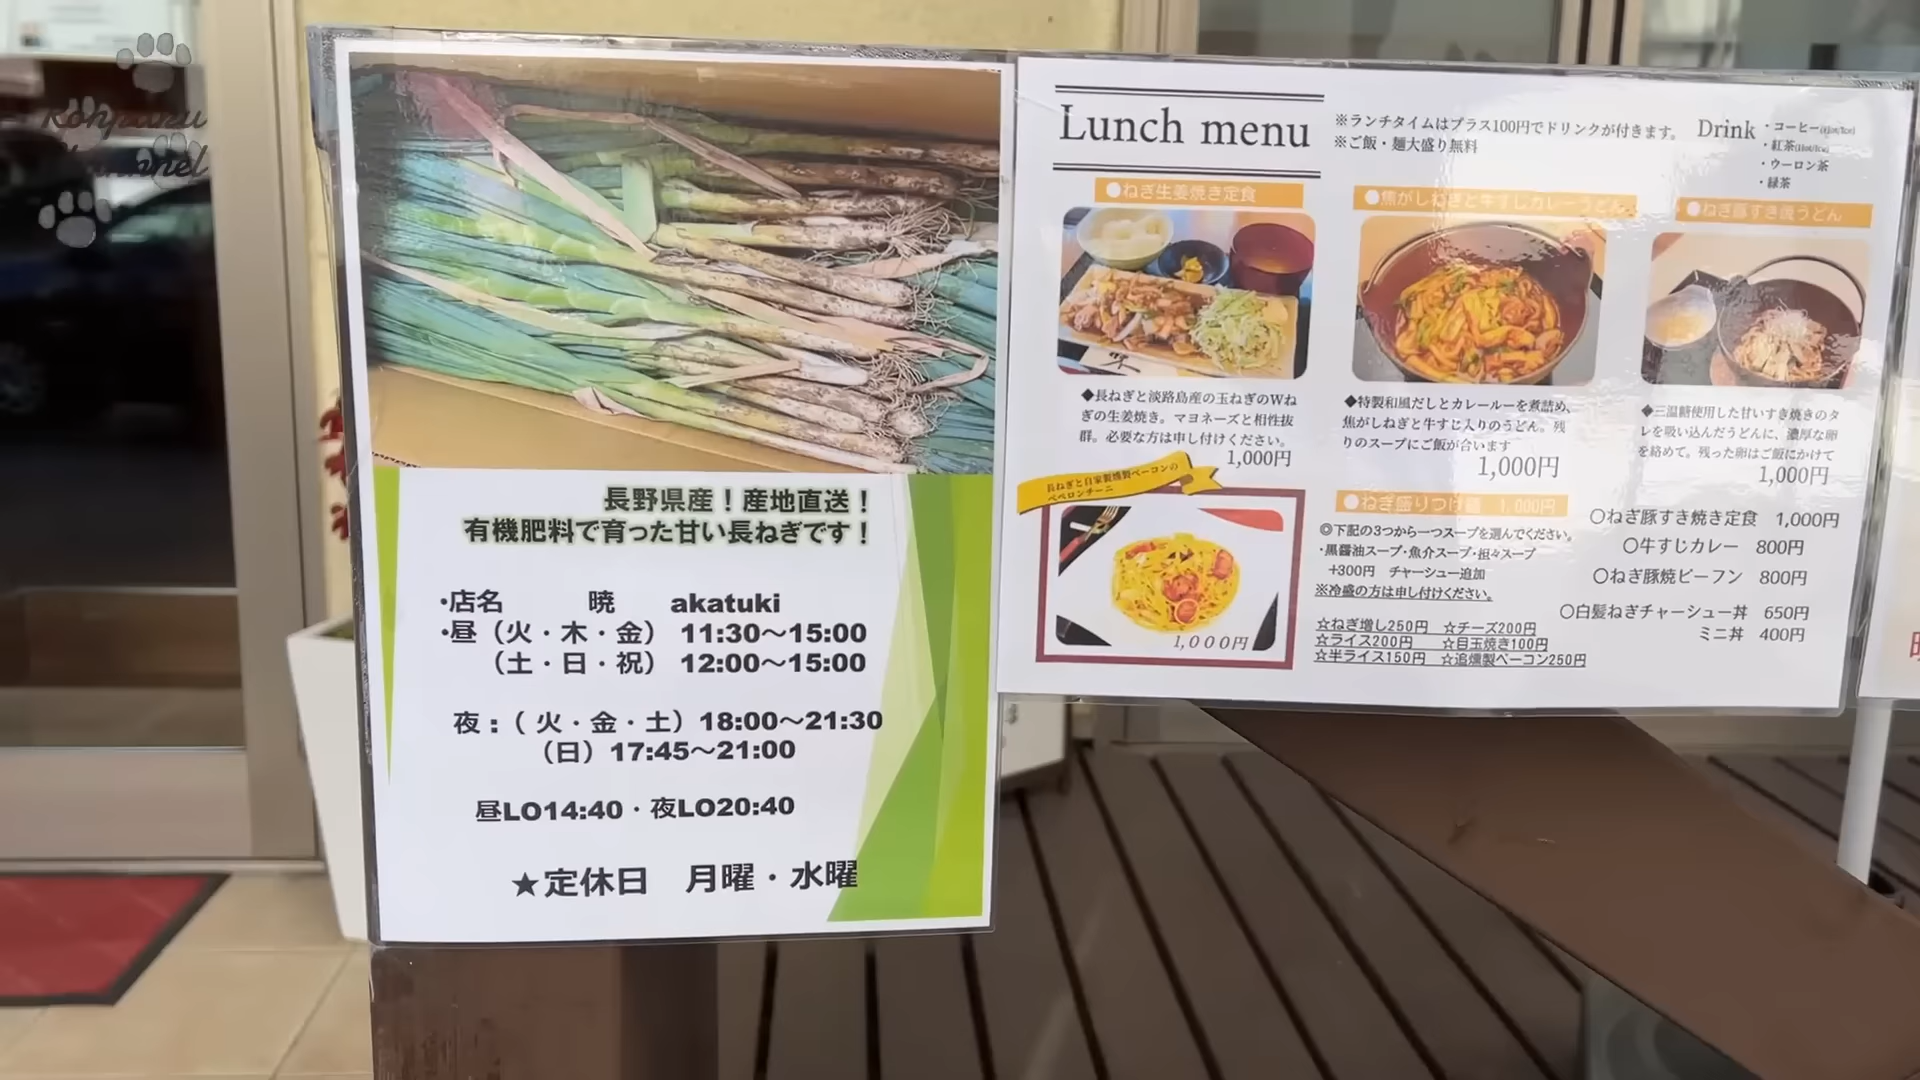 Kohpaku
Channel
長野県産！産地直送！
有機肥料で育った甘い長ねぎです！
・店名 暁 akatuki
・昼（火・木・金） 11:30～15:00
（土・日・祝） 12:00～15:00
夜：（火・金・土）18:00～21:30
（日）17:45～21:00
昼LO14:40・夜LO20:40
★定休日 月曜・水曜
Lunch menu
※ランチタイムはプラス100円でドリンクが付きます。
※ご飯・麺大盛り無料
Drink
・コーヒー(Hot/Ice)
・紅茶(Hot/Ice)
・ウーロン茶
・緑茶
●ねぎ生姜焼き定食
◆長ねぎと淡路島産の玉ねぎのWね
ぎの生姜焼き。マヨネーズと相性抜
群。必要な方は申し付けください。
1,000円
●焦がしねぎと牛すじカレーうどん
◆特製和風だしとカレールーを煮詰め、
焦がしねぎと牛すじ入りのうどん。残
りのスープにご飯が合います
1,000円
●ねぎ豚すき焼うどん
◆三温糖使用した甘いすき焼きのタ
レを吸い込んだうどんに、濃厚な卵
を絡めて。残った卵はご飯にかけて
1,000円
長ねぎと自家製燻製ベーコンの
ペペロンチーニ
1,000円
●ねぎ盛りつけ麺 1,000円
◎下記の3つから一つスープを選んでください。
・黒醤油スープ・魚介スープ・担々スープ
+300円 チャーシュー追加
※冷盛の方は申し付けください。
☆ねぎ増し250円 ☆チーズ200円
☆ライス200円 ☆目玉焼き100円
☆半ライス150円 ☆追燻製ベーコン250円
〇ねぎ豚すき焼き定食 1,000円
〇牛すじカレー 800円
〇ねぎ豚焼ビーフン 800円
〇白髪ねぎチャーシュー丼 650円
ミニ丼 400円